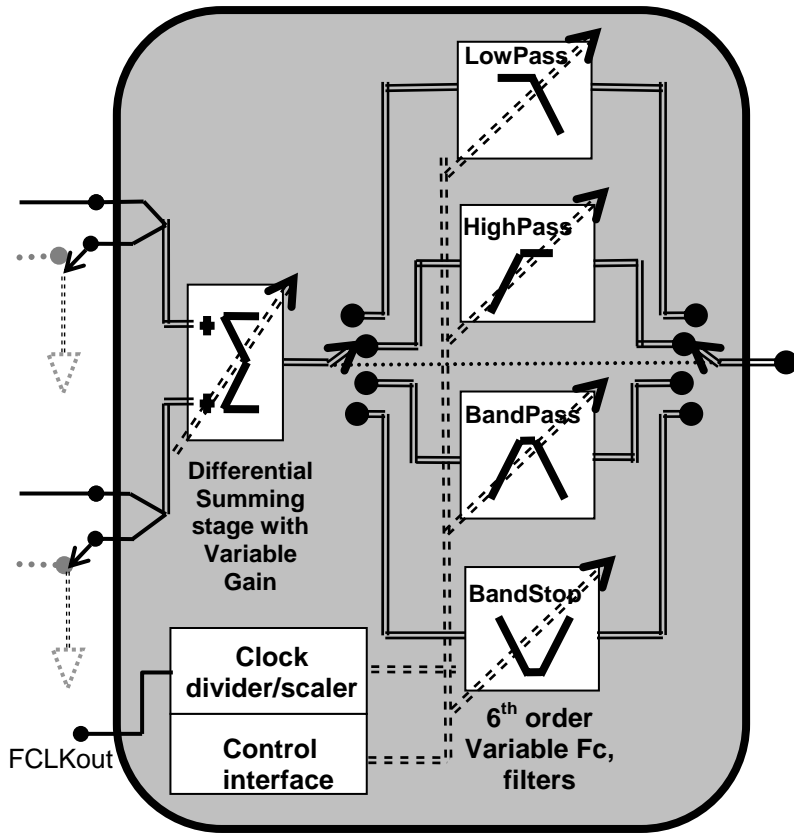 LowPass
HighPass
BandPass
Differential
Summing
stage with
Variable
Gain
BandStop
Clock
divider/scaler
6th order
Variable Fc,
filters
Control
interface
FCLKout